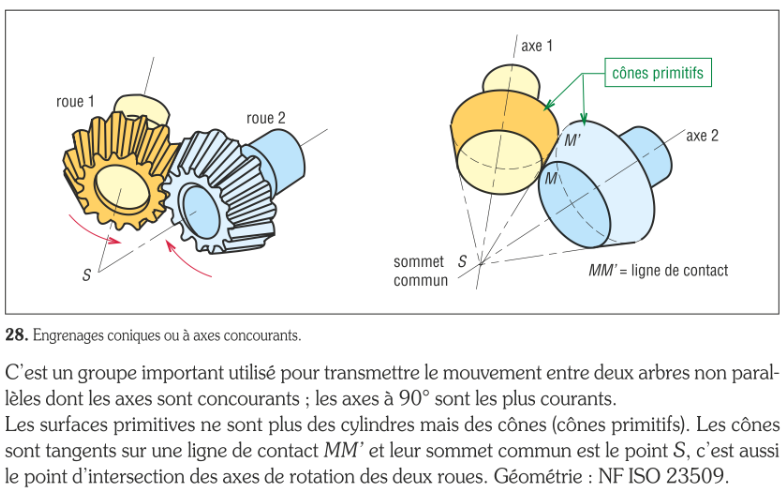 roue 1
roue 2
S
axe 1
cônes primitifs
axe 2
M'
M
sommet
commun
S
MM' = ligne de contact
28. Engrenages coniques ou à axes concourants.
C'est un groupe important utilisé pour transmettre le mouvement entre deux arbres non paral-
lèles dont les axes sont concourants ; les axes à 90° sont les plus courants.
Les surfaces primitives ne sont plus des cylindres mais des cônes (cônes primitifs). Les cônes
sont tangents sur une ligne de contact MM' et leur sommet commun est le point S, c'est aussi
le point d'intersection des axes de rotation des deux roues. Géométrie : NF ISO 23509.